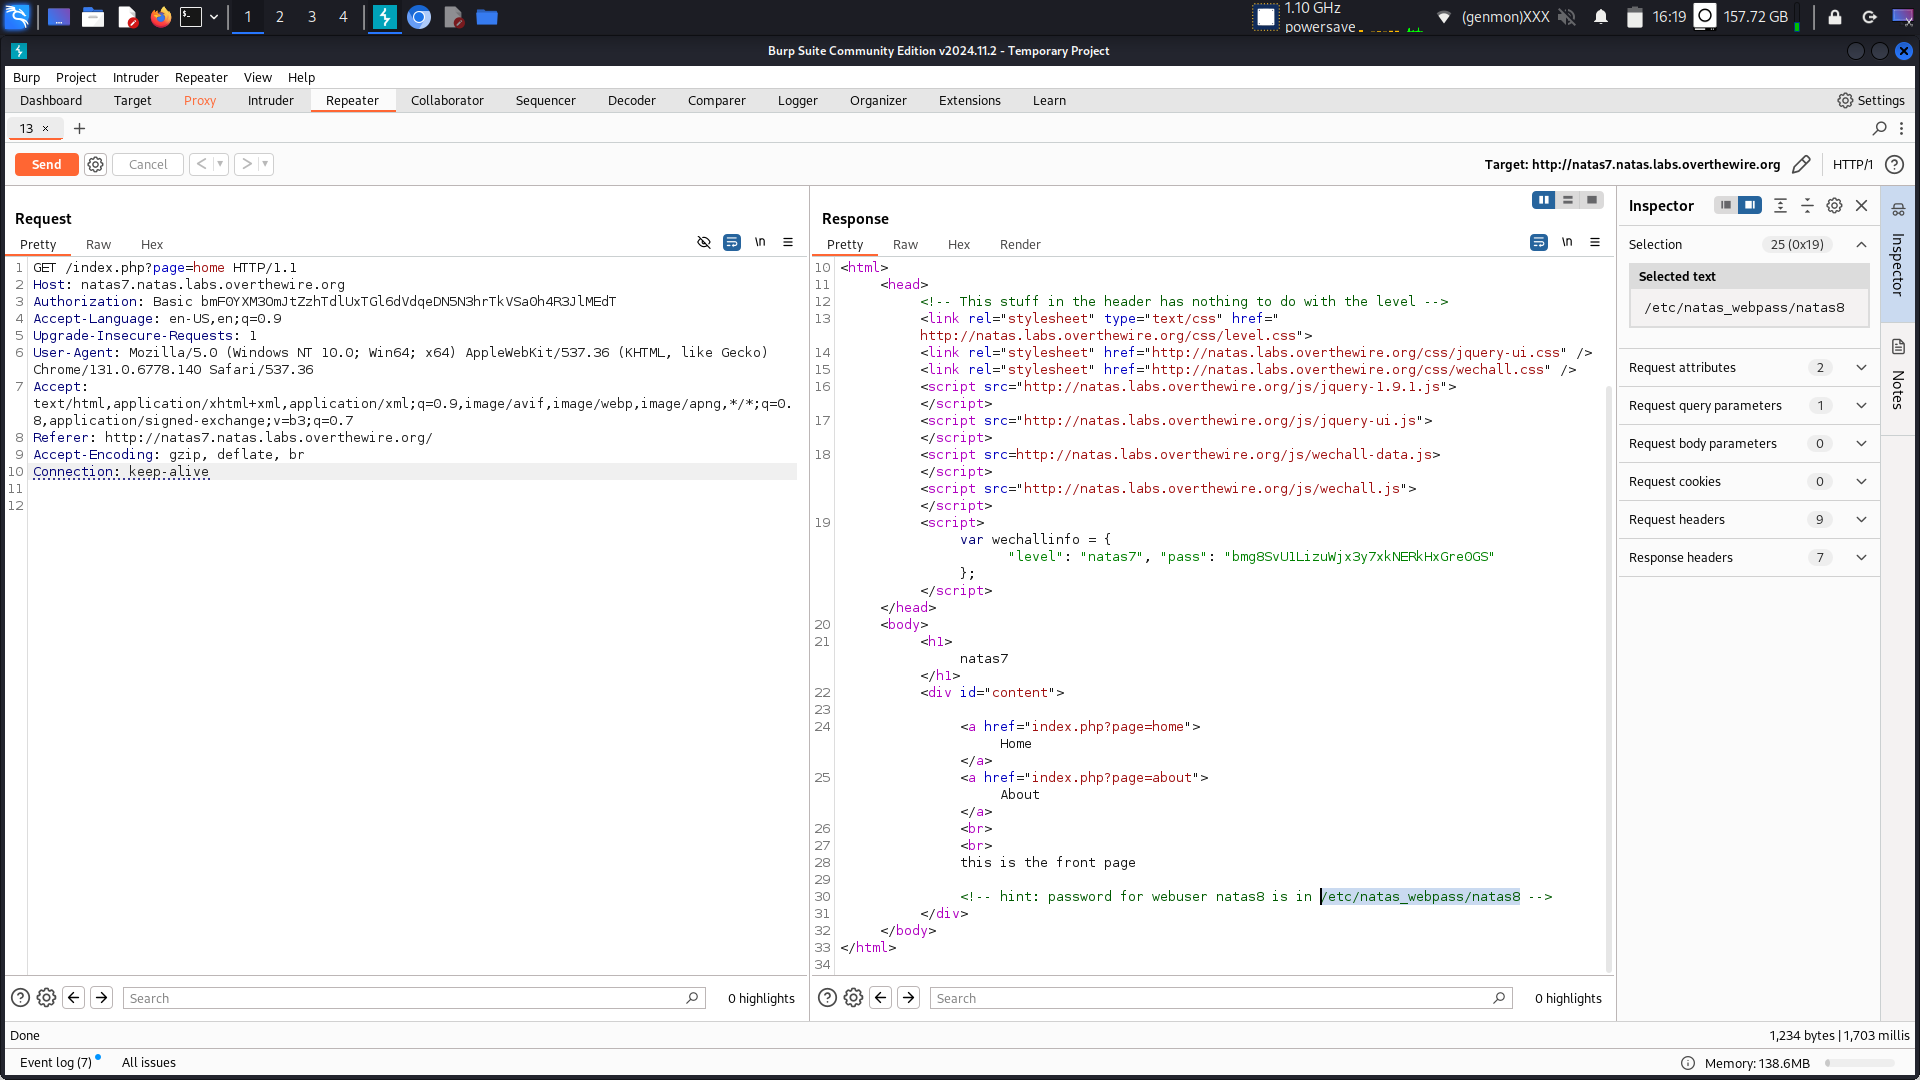 1 2 3 4
1.10 GHz
powersave
(genmon)XXX
16:19
157.72 GB
Burp Suite Community Edition v2024.11.2 - Temporary Project
Burp Project Intruder Repeater View Help
Dashboard Target Proxy Intruder Repeater Collaborator Sequencer Decoder Comparer Logger Organizer Extensions Learn
Settings
13 × +
Send Cancel < >
Target: http://natas7.natas.labs.overthewire.org HTTP/1
Request
Pretty Raw Hex
\n
1 GET /index.php?page=home HTTP/1.1
2 Host: natas7.natas.labs.overthewire.org
3 Authorization: Basic bmF0YXM3OmJtZzhTdlUxTGl6dVdqeDN5N3hrTkVSa0h4R3JlMEdT
4 Accept-Language: en-US,en;q=0.9
5 Upgrade-Insecure-Requests: 1
6 User-Agent: Mozilla/5.0 (Windows NT 10.0; Win64; x64) AppleWebKit/537.36 (KHTML, like Gecko)
Chrome/131.0.6778.140 Safari/537.36
7 Accept:
text/html,application/xhtml+xml,application/xml;q=0.9,image/avif,image/webp,image/apng,*/*;q=0.
8,application/signed-exchange;v=b3;q=0.7
8 Referer: http://natas7.natas.labs.overthewire.org/
9 Accept-Encoding: gzip, deflate, br
10 Connection: keep-alive
11
12
Search
0 highlights
Response
Pretty Raw Hex Render
\n
10 <html>
11 <head>
12 <!-- This stuff in the header has nothing to do with the level -->
13 <link rel="stylesheet" type="text/css" href="
http://natas.labs.overthewire.org/css/level.css">
14 <link rel="stylesheet" href="http://natas.labs.overthewire.org/css/jquery-ui.css" />
15 <link rel="stylesheet" href="http://natas.labs.overthewire.org/css/wechall.css" />
16 <script src="http://natas.labs.overthewire.org/js/jquery-1.9.1.js">
</script>
17 <script src="http://natas.labs.overthewire.org/js/jquery-ui.js">
</script>
18 <script src=http://natas.labs.overthewire.org/js/wechall-data.js>
</script>
<script src="http://natas.labs.overthewire.org/js/wechall.js">
</script>
19 <script>
var wechallinfo = {
"level": "natas7", "pass": "bmg8SvU1LizuWjx3y7xkNERkHxGre0GS"
};
</script>
</head>
20 <body>
21 <h1>
natas7
</h1>
22 <div id="content">
23
24 <a href="index.php?page=home">
Home
</a>
25 <a href="index.php?page=about">
About
</a>
26 <br>
27 <br>
28 this is the front page
29
30 <!-- hint: password for webuser natas8 is in /etc/natas_webpass/natas8 -->
31 </div>
32 </body>
33 </html>
34
Search
0 highlights
Inspector
Selection 25 (0x19)
Selected text
/etc/natas_webpass/natas8
Request attributes 2
Request query parameters 1
Request body parameters 0
Request cookies 0
Request headers 9
Response headers 7
Inspector
Notes
Done
1,234 bytes | 1,703 millis
Event log (7) All issues
Memory: 138.6MB